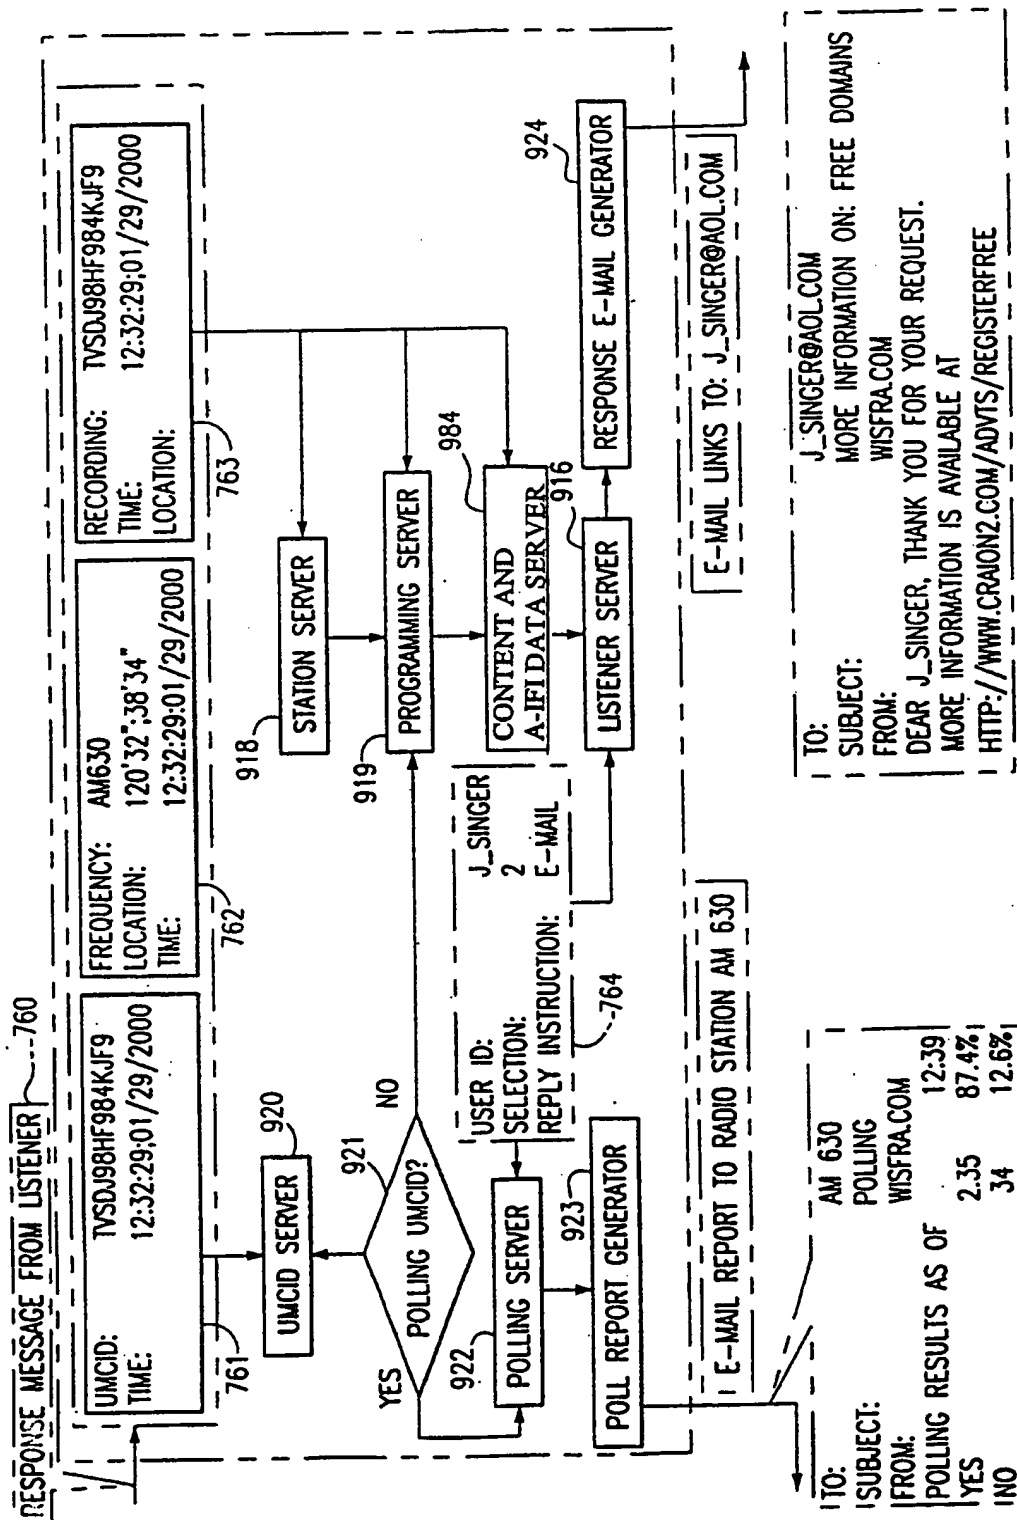 RESPONSE MESSAGE FROM LISTENER
760
UMCID: TVSDJ98HF984KJF9
TIME: 12:32:29;01/29/2000
761
FREQUENCY: AM630
LOCATION: 120'32";38'34"
TIME: 12:32:29:01/29/2000
762
RECORDING: TVSDJ98HF984KJF9
TIME: 12:32:29;01/29/2000
LOCATION:
763
UMCID SERVER
920
STATION SERVER
918
POLLING UMCID?
921
YES
NO
PROGRAMMING SERVER
919
CONTENT AND
A-IFI DATA SERVER
984
POLLING SERVER
922
USER ID: J_SINGER
SELECTION: 2
REPLY INSTRUCTION: E-MAIL
764
LISTENER SERVER
916
RESPONSE E-MAIL GENERATOR
924
POLL REPORT GENERATOR
923
E-MAIL REPORT TO RADIO STATION AM 630
E-MAIL LINKS TO: J_SINGER@AOL.COM
TO: AM 630
SUBJECT: POLLING
FROM: WISFRA.COM
POLLING RESULTS AS OF 12:39
YES 2.35 87.4%
NO 34 12.6%
TO: J_SINGER@AOL.COM
SUBJECT: MORE INFORMATION ON: FREE DOMAINS
FROM: WISFRA.COM
DEAR J_SINGER, THANK YOU FOR YOUR REQUEST.
MORE INFORMATION IS AVAILABLE AT
HTTP://WWW.CRAION2.COM/ADVTS/REGISTERFREE